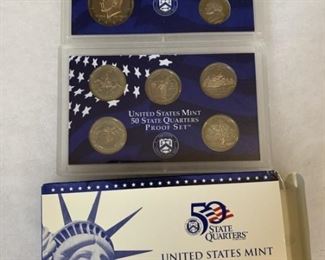 UNITED STATES MINT
50 STATE QUARTERS
PROOF SET
50
STATE
QUARTERS
UNITED STATES MINT